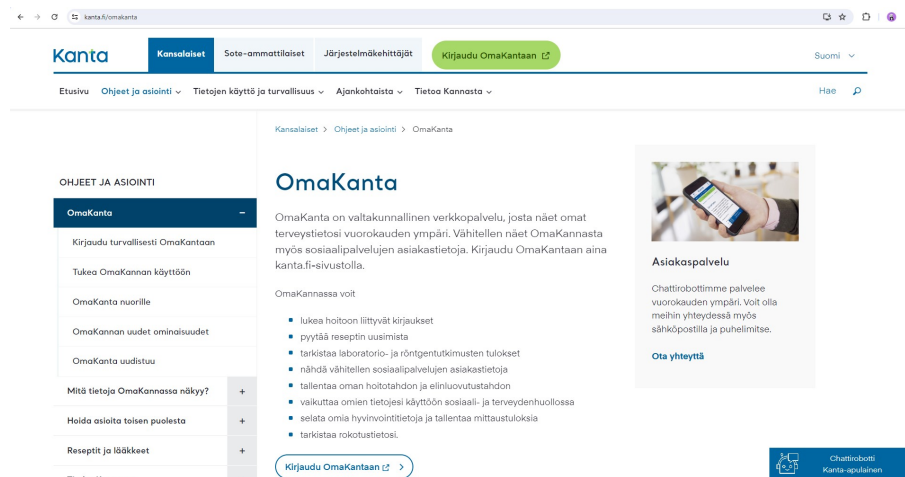 kanta.fi/omakanta
Kanta
Kansalaiset Sote-ammattilaiset Järjestelmäkehittäjät Kirjaudu OmaKantaan Suomi
Etusivu Ohjeet ja asiointi Tietojen käyttö ja turvallisuus Ajankohtaista Tietoa Kannasta Hae
Kansalaiset > Ohjeet ja asiointi > OmaKanta
OHJEET JA ASIOINTI
OmaKanta −
Kirjaudu turvallisesti OmaKantaan
Tukea OmaKannan käyttöön
OmaKanta nuorille
OmaKannan uudet ominaisuudet
OmaKanta uudistuu
Mitä tietoja OmaKannassa näkyy? +
Hoida asioita toisen puolesta +
Reseptit ja lääkkeet +
OmaKanta
OmaKanta on valtakunnallinen verkkopalvelu, josta näet omat
terveystietosi vuorokauden ympäri. Vähitellen näet OmaKannasta
myös sosiaalipalvelujen asiakastietoja. Kirjaudu OmaKantaan aina
kanta.fi-sivustolla.
OmaKannassa voit
▪ lukea hoitoon liittyvät kirjaukset
▪ pyytää reseptin uusimista
▪ tarkistaa laboratorio- ja röntgentutkimusten tulokset
▪ nähdä vähitellen sosiaalipalvelujen asiakastietoja
▪ tallentaa oman hoitotahdon ja elinluovutustahdon
▪ vaikuttaa omien tietojesi käyttöön sosiaali- ja terveydenhuollossa
▪ selata omia hyvinvointitietoja ja tallentaa mittaustuloksia
▪ tarkistaa rokotustietosi.
Kirjaudu OmaKantaan >
Asiakaspalvelu
Chattirobottimme palvelee
vuorokauden ympäri. Voit olla
meihin yhteydessä myös
sähköpostilla ja puhelimitse.
Ota yhteyttä
Chattirobotti
Kanta-apulainen